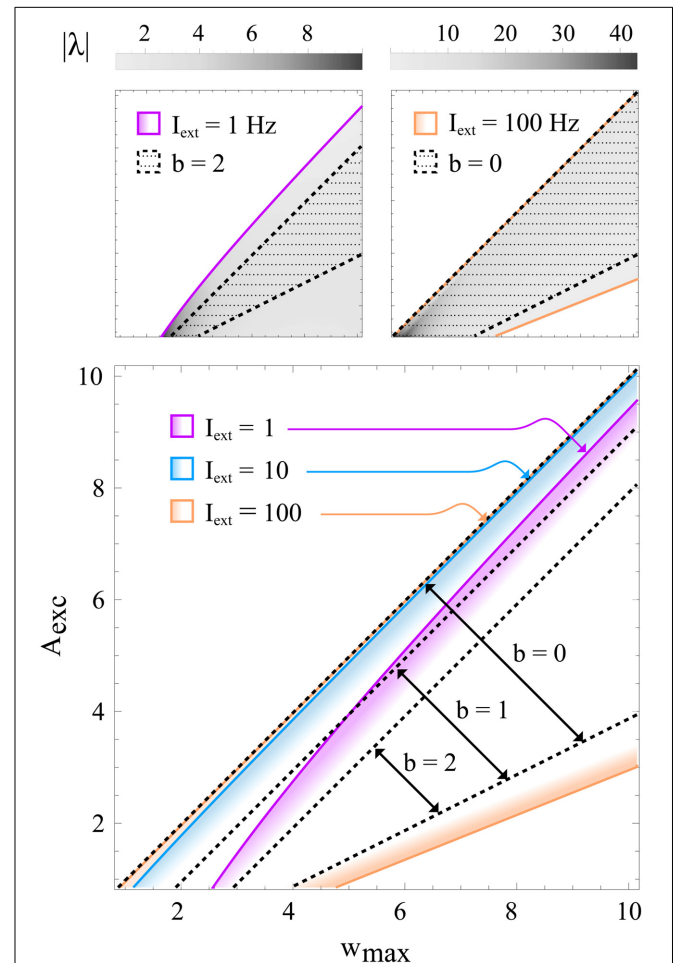 |λ|
2 4 6 8
10 20 30 40
I_ext = 1 Hz
b = 2
I_ext = 100 Hz
b = 0
10
8
6
4
2
A_exc
I_ext = 1
I_ext = 10
I_ext = 100
b = 0
b = 1
b = 2
2 4 6 8 10
w_max